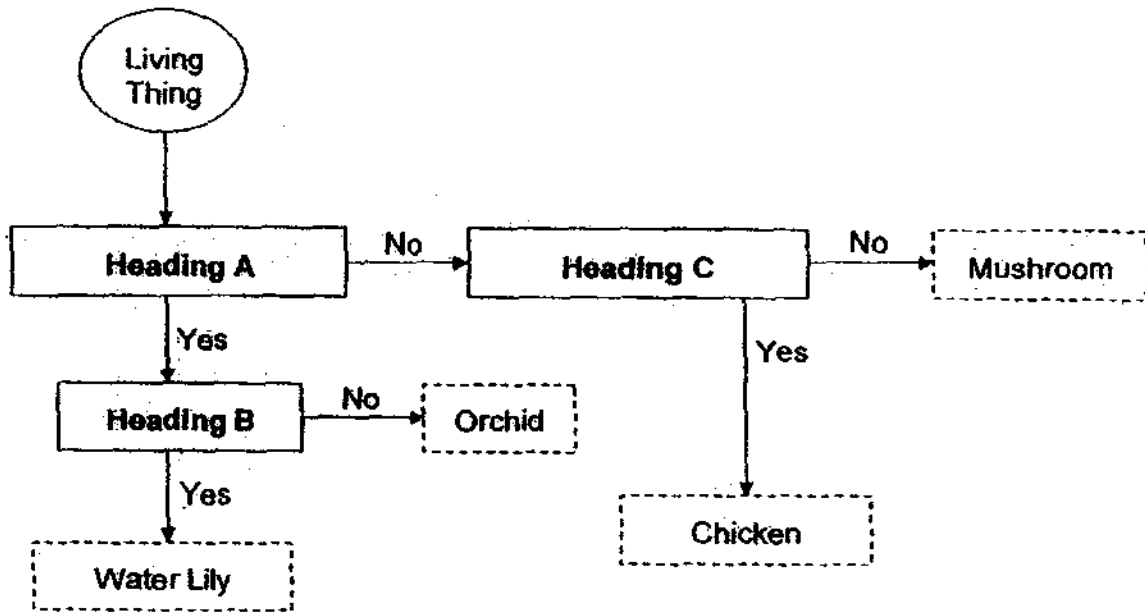 Living
Thing
Heading A
No
Heading C
No
Mushroom
Yes
Yes
Heading B
No
Orchid
Yes
Chicken
Water Lily